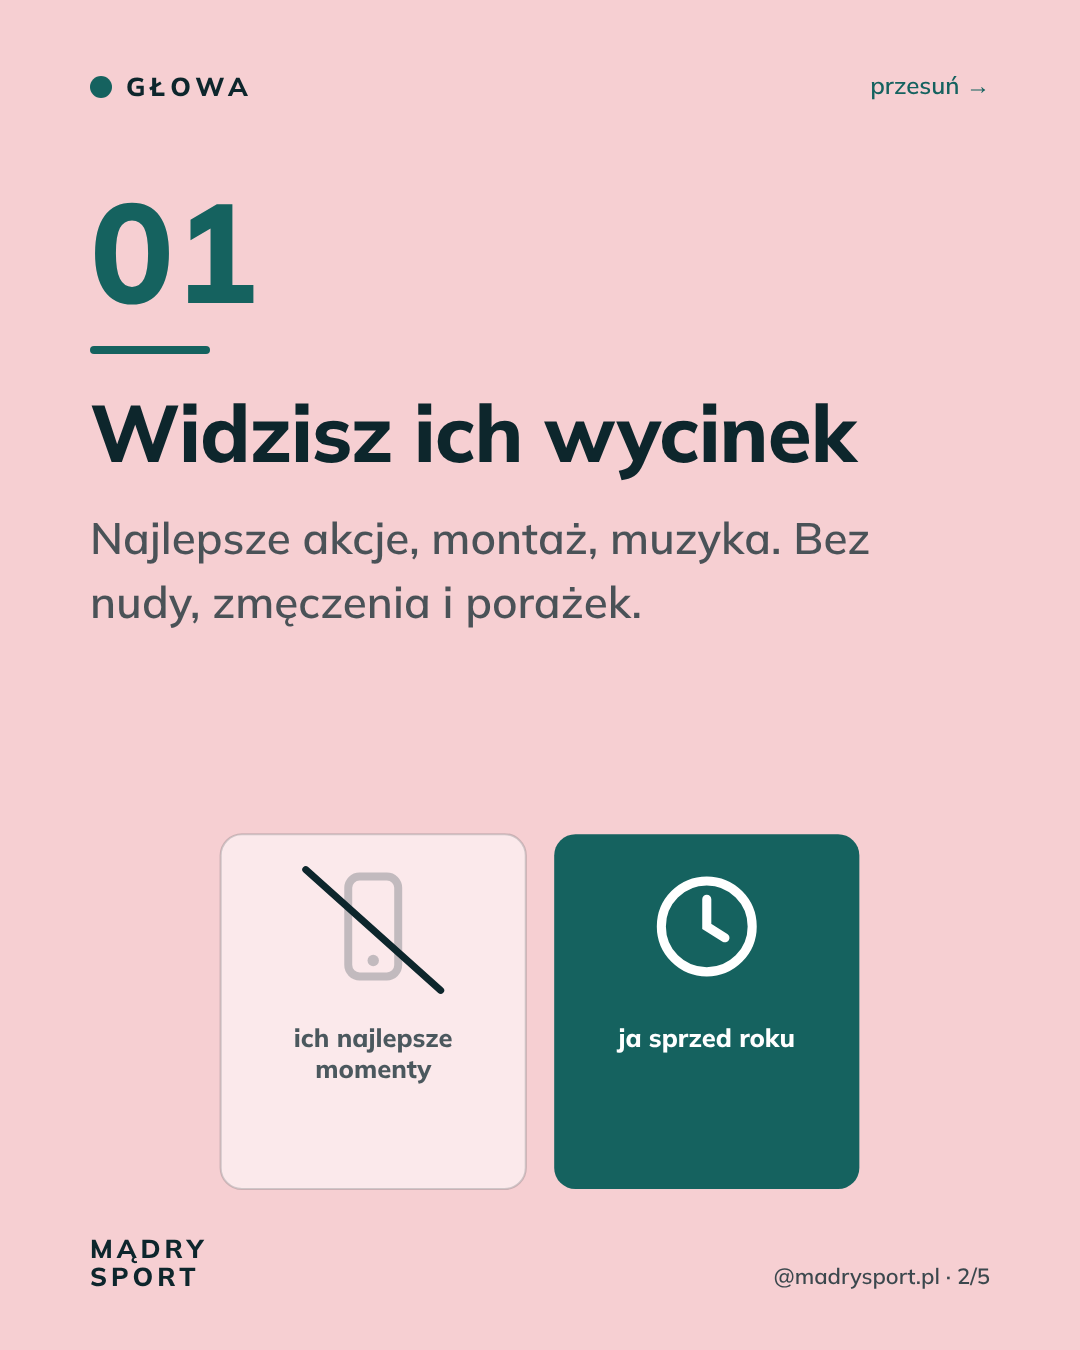 GŁOWA
przesuń →
01
Widzisz ich wycinek
Najlepsze akcje, montaż, muzyka. Bez
nudy, zmęczenia i porażek.
ich najlepsze
momenty
ja sprzed roku
MĄDRY
SPORT
@madrysport.pl · 2/5